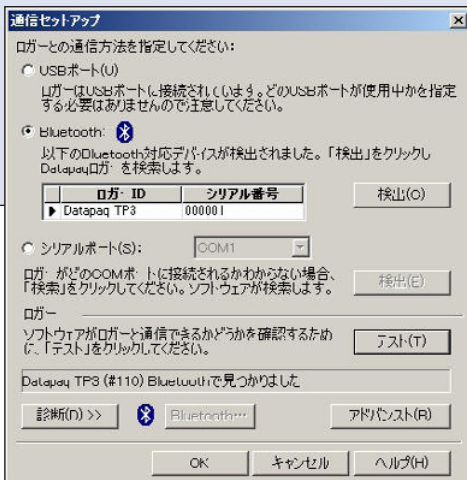 通信セットアップ
ロガーとの通信方法を指定してください：
USBポート(U)
ロガーはUSBポートに接続されています。どのUSBポートが使用中かを指定
する必要はありませんので注意してください。
Bluetooth:
以下のBluetooth対応デバイスが検出されました。「検出」をクリックし
Datapaqロガーを検索します。
検出(O)
ロガー ID シリアル番号
Datapaq TP3 000001
シリアルポート(S)： COM1
ロガーがどのCOMポートに接続されるかわからない場合、
「検索」をクリックしてください。ソフトウェアが検索します。
検出(E)
ロガー
ソフトウェアがロガーと通信できるかどうかを確認するため
に、「テスト」をクリックしてください。
テスト(T)
Datapaq TP3 (#110) Bluetoothで見つかりました
診断(n) >> Bluetooth… アドバンスト(R)
OK キャンセル ヘルプ(H)